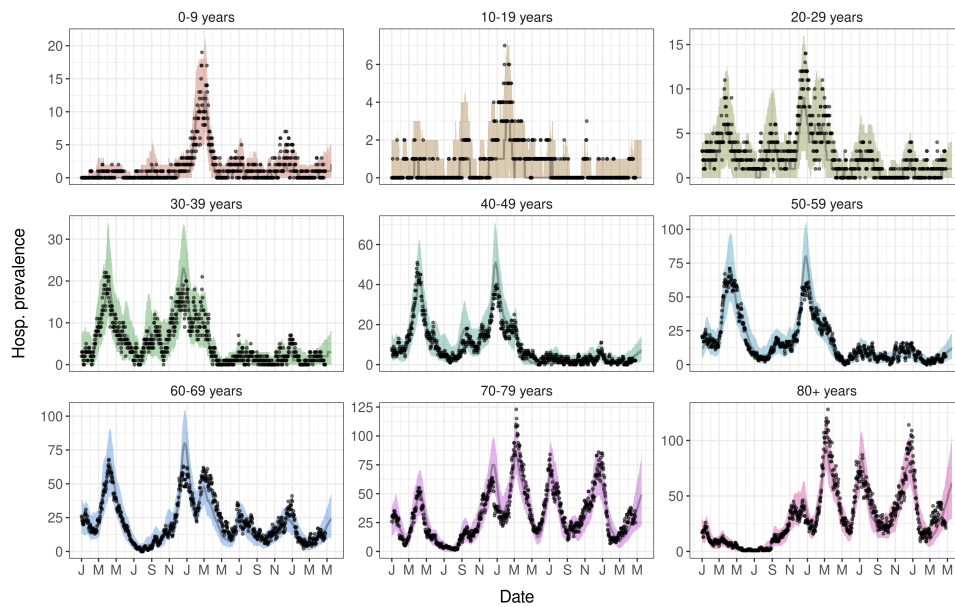 0-9 years 10-19 years 20-29 years
20 15 10 5 0
6 4 2 0
15 10 5 0
30-39 years 40-49 years 50-59 years
30 20 10 0
60 40 20 0
100 75 50 25 0
60-69 years 70-79 years 80+ years
100 75 50 25 0
125 100 75 50 25 0
100 50 0
Hosp. prevalence
J M M J S N J M M J S N J M M
J M M J S N J M M J S N J M M
J M M J S N J M M J S N J M M
Date